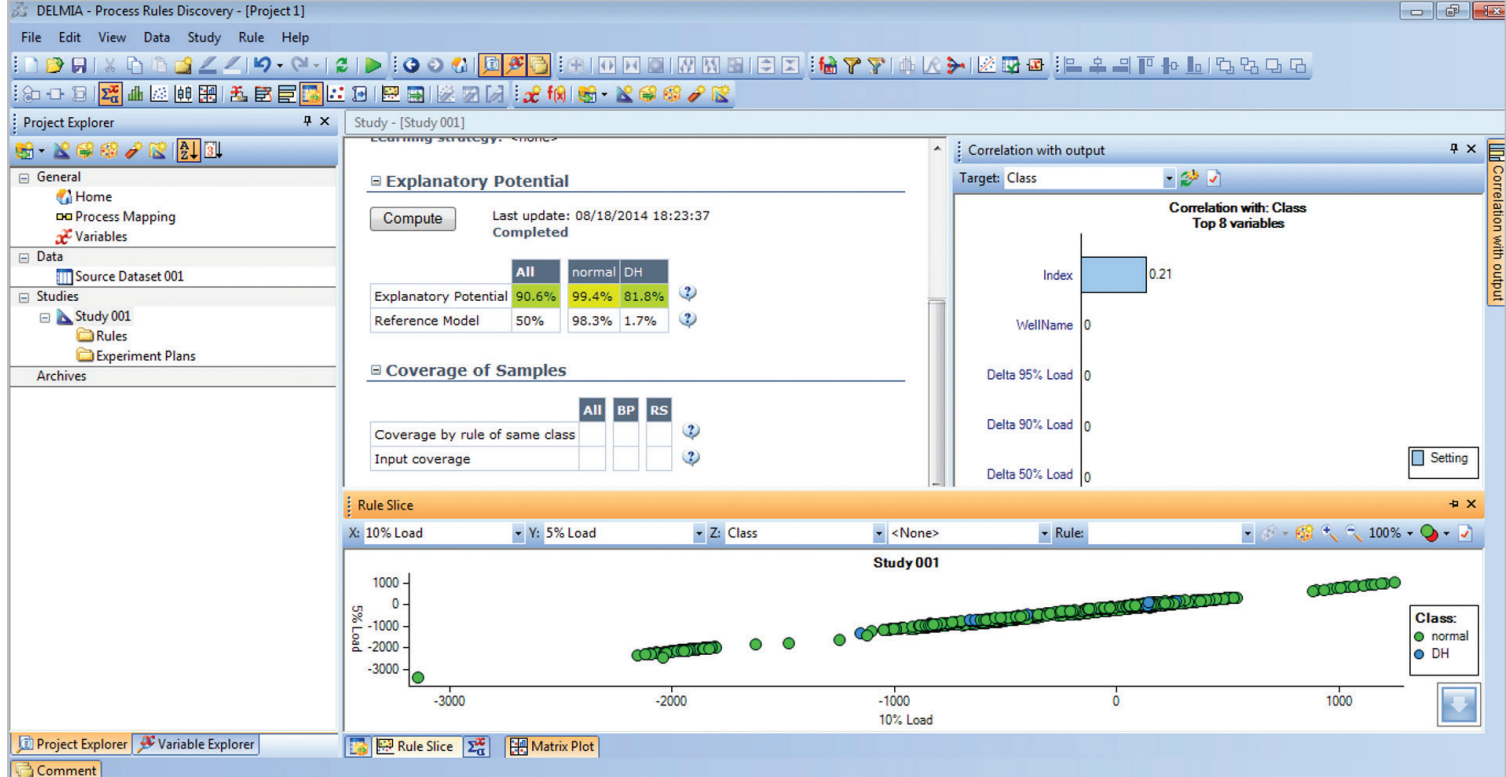 DELMIA - Process Rules Discovery - [Project 1]
File Edit View Data Study Rule Help
Project Explorer
General
Home
Process Mapping
Variables
Data
Source Dataset 001
Studies
Study 001
Rules
Experiment Plans
Archives
Study - [Study 001]
Learning strategy: <none>
Explanatory Potential
Compute
Last update: 08/18/2014 18:23:37
Completed
All normal DH
Explanatory Potential 90.6% 99.4% 81.8%
Reference Model 50% 98.3% 1.7%
Coverage of Samples
All BP RS
Coverage by rule of same class
Input coverage
Correlation with output
Target: Class
Correlation with: Class
Top 8 variables
Index 0.21
WellName 0
Delta 95% Load 0
Delta 90% Load 0
Delta 50% Load 0
Setting
Correlation with output
Rule Slice
X: 10% Load Y: 5% Load Z: Class <None> Rule: 100%
Study 001
1000
0
-1000
-2000
-3000
5% Load
-3000 -2000 -1000 0 1000
10% Load
Class:
normal
DH
Project Explorer Variable Explorer
Rule Slice Matrix Plot
Comment